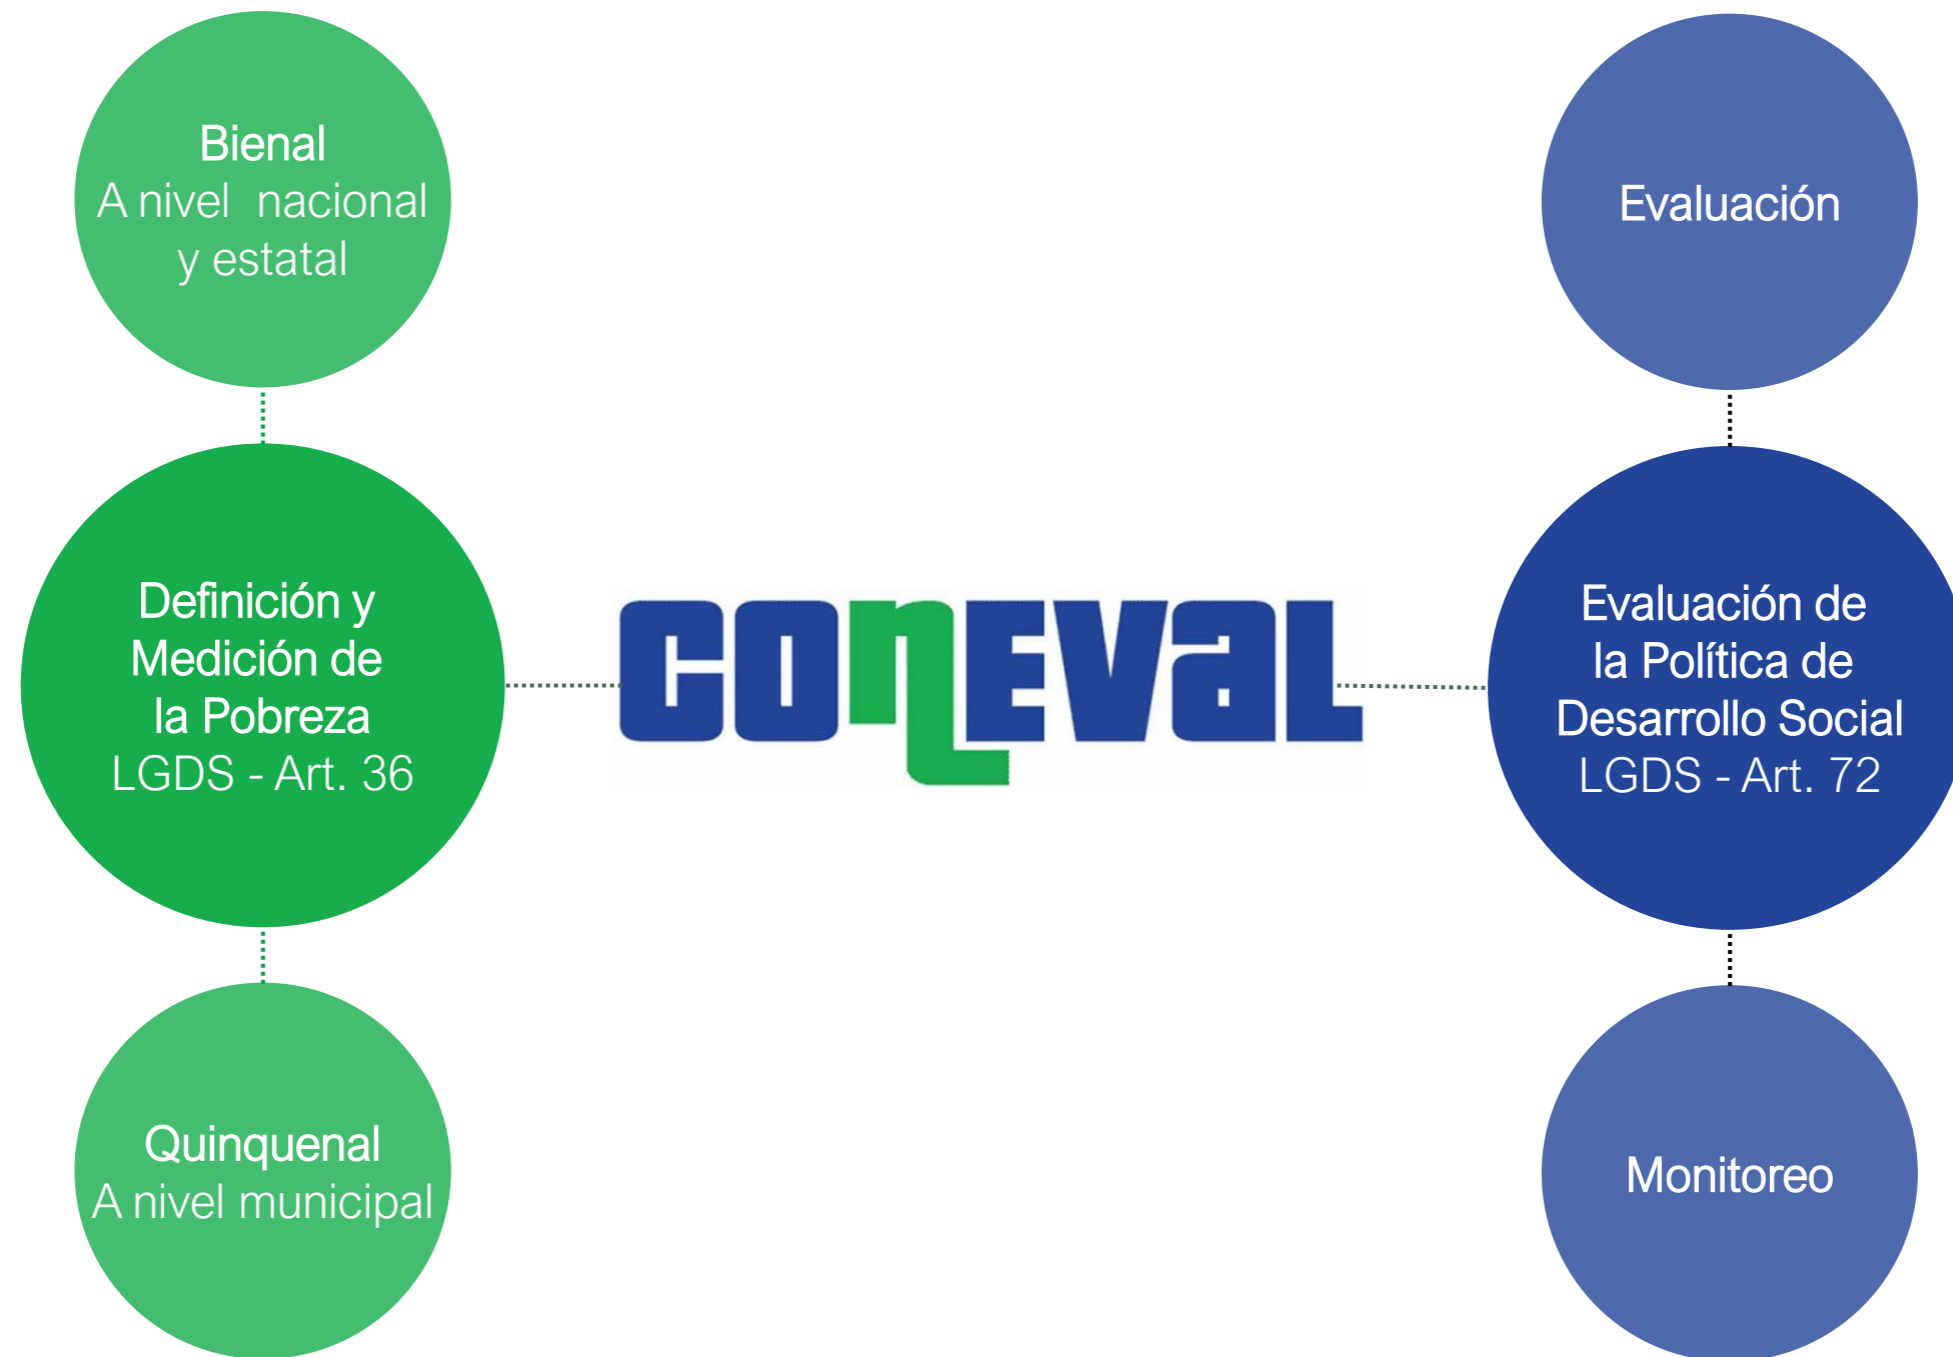 Bienal
A nivel nacional
y estatal
Definición y
Medición de
la Pobreza
LGDS - Art. 36
Quinquenal
A nivel municipal
CONEVAL
Evaluación
Evaluación de
la Política de
Desarrollo Social
LGDS - Art. 72
Monitoreo